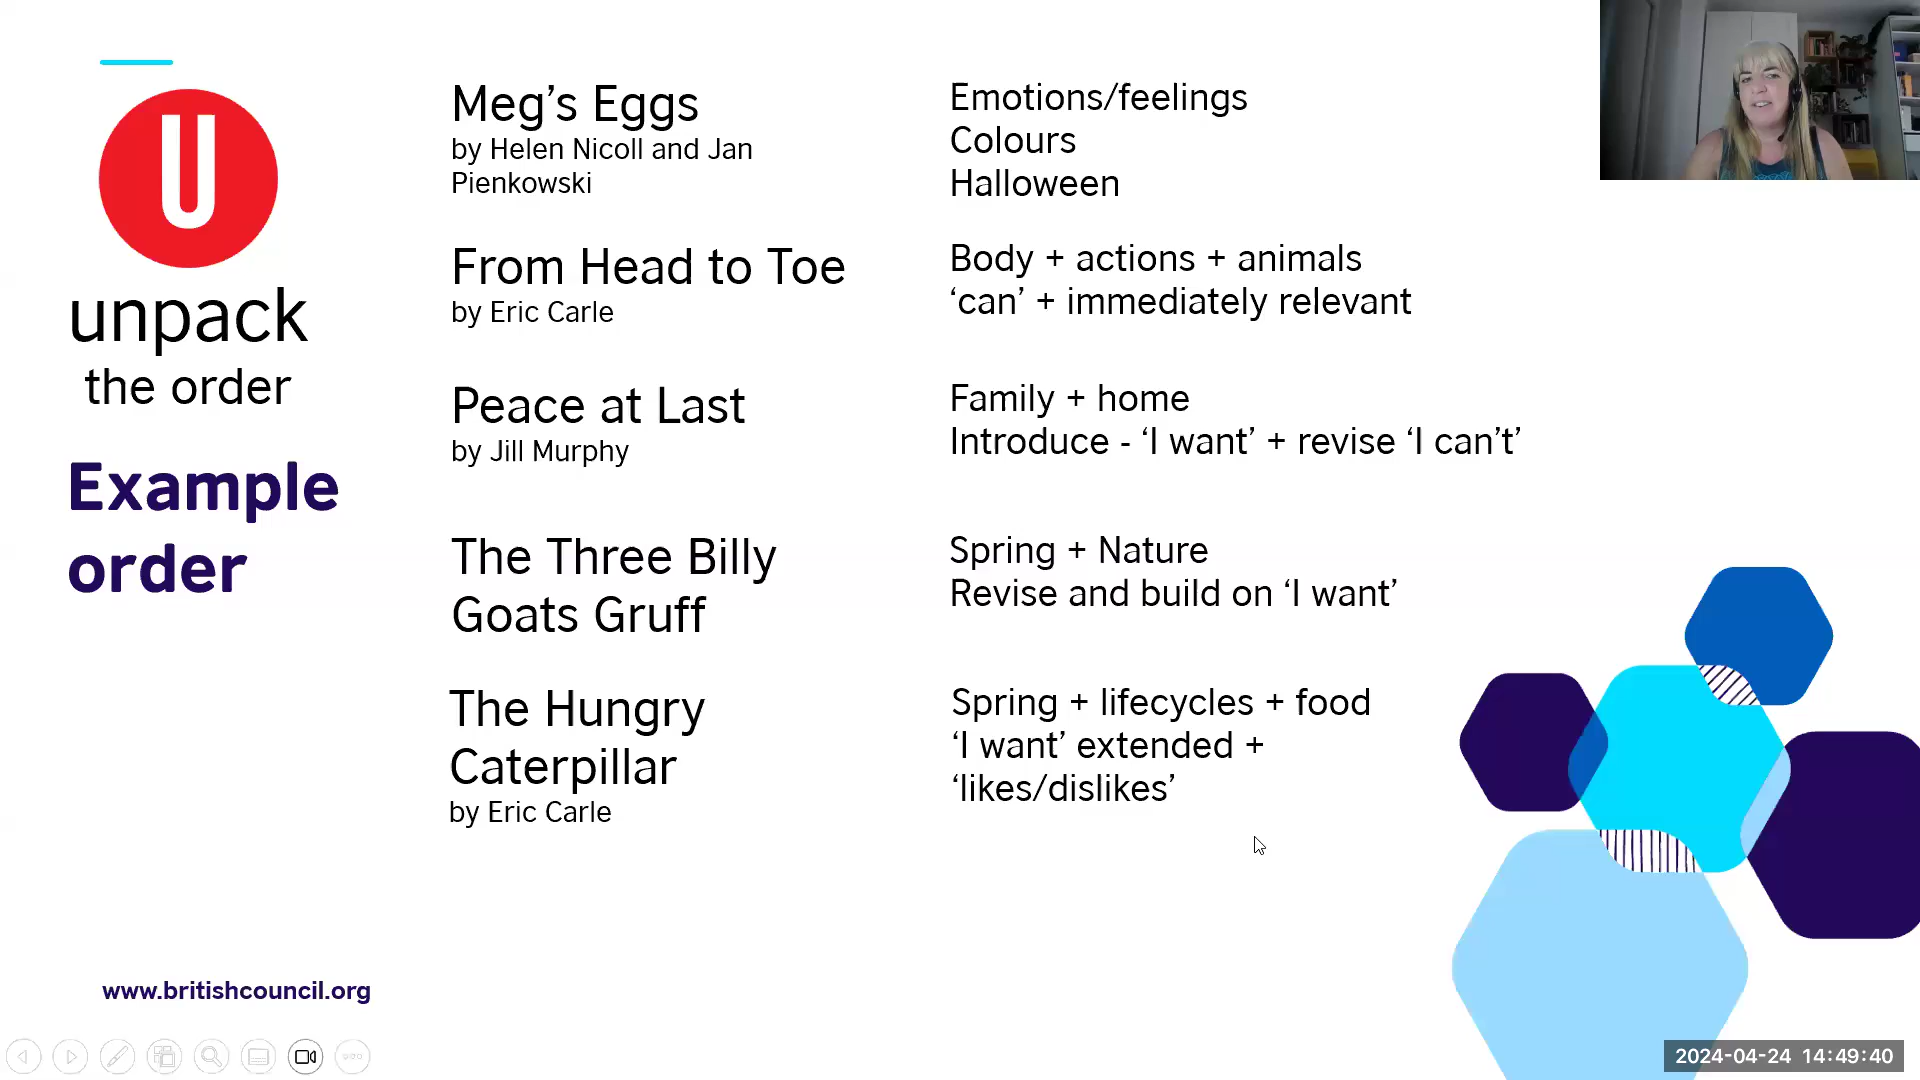 U
unpack
the order
Example
order
Meg’s Eggs
by Helen Nicoll and Jan
Pienkowski
Emotions/feelings
Colours
Halloween
From Head to Toe
by Eric Carle
Body + actions + animals
‘can’ + immediately relevant
Peace at Last
by Jill Murphy
Family + home
Introduce - ‘I want’ + revise ‘I can’t’
The Three Billy
Goats Gruff
Spring + Nature
Revise and build on ‘I want’
The Hungry
Caterpillar
by Eric Carle
Spring + lifecycles + food
‘I want’ extended +
‘likes/dislikes’
www.britishcouncil.org
2024-04-24 14:49:40